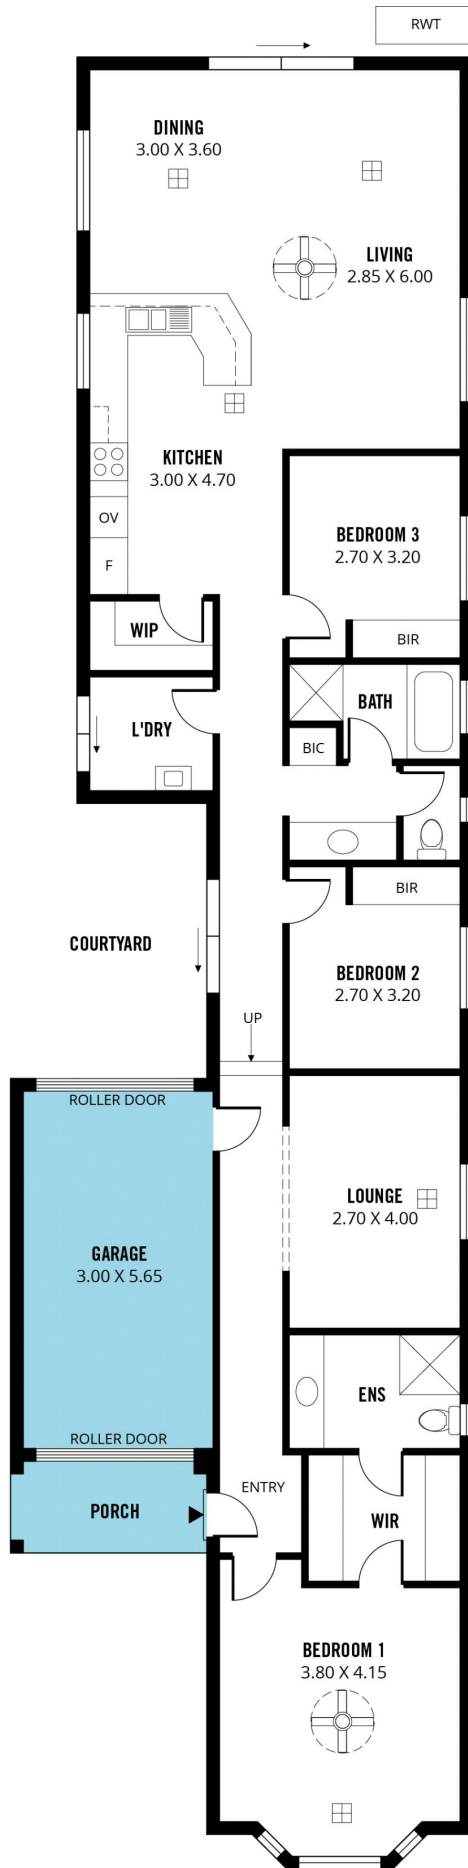 RWT
DINING
3.00 X 3.60
LIVING
2.85 X 6.00
KITCHEN
3.00 X 4.70
OV
F
BEDROOM 3
2.70 X 3.20
BIR
WIP
BATH
L'DRY
BIC
BIR
COURTYARD
BEDROOM 2
2.70 X 3.20
UP
ROLLER DOOR
LOUNGE
2.70 X 4.00
GARAGE
3.00 X 5.65
ENS
ROLLER DOOR
ENTRY
PORCH
WIR
BEDROOM 1
3.80 X 4.15